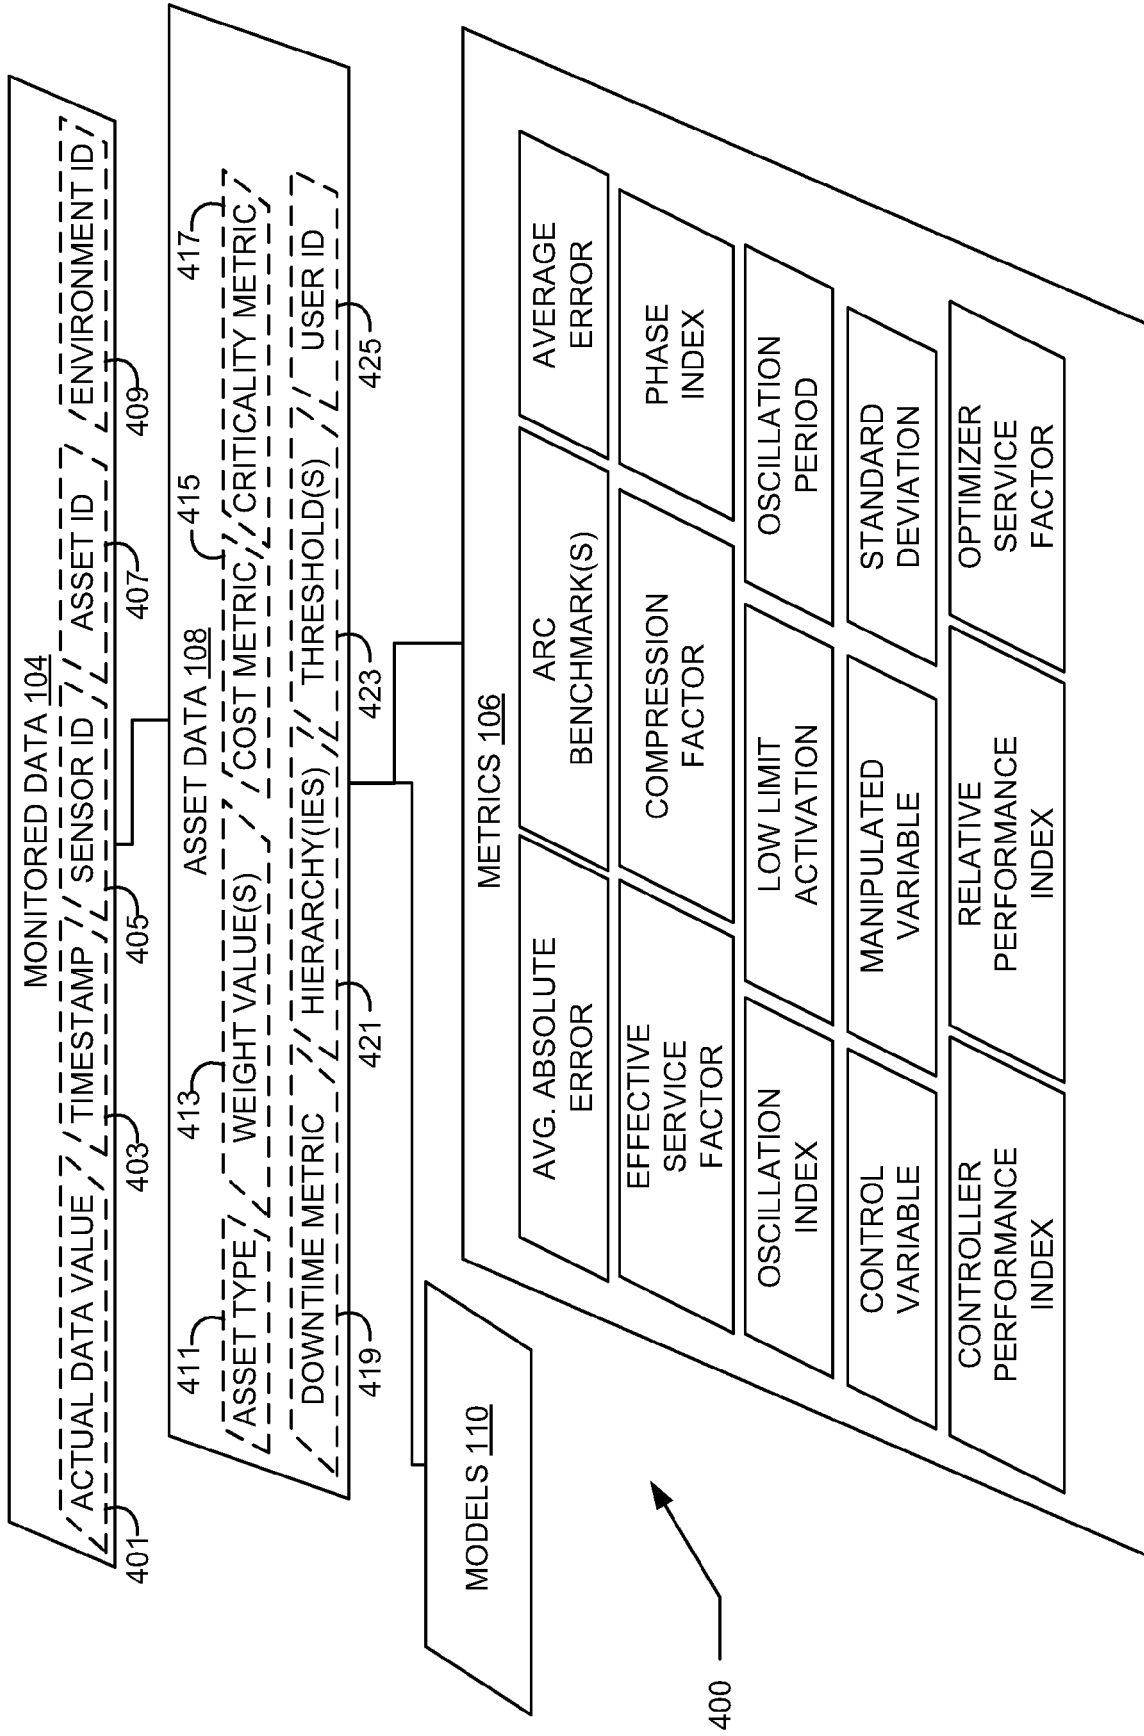 MONITORED DATA 104
ACTUAL DATA VALUE
TIMESTAMP
SENSOR ID
ASSET ID
ENVIRONMENT ID
401
403
405
407
409
ASSET DATA 108
411
413
415
417
ASSET TYPE
WEIGHT VALUE(S)
COST METRIC
CRITICALITY METRIC
DOWNTIME METRIC
HIERARCHY(IES)
THRESHOLD(S)
USER ID
419
421
423
425
MODELS 110
METRICS 106
AVG. ABSOLUTE
ERROR
ARC
BENCHMARK(S)
AVERAGE
ERROR
EFFECTIVE
SERVICE
FACTOR
COMPRESSION
FACTOR
PHASE
INDEX
OSCILLATION
INDEX
LOW LIMIT
ACTIVATION
OSCILLATION
PERIOD
CONTROL
VARIABLE
MANIPULATED
VARIABLE
STANDARD
DEVIATION
CONTROLLER
PERFORMANCE
INDEX
RELATIVE
PERFORMANCE
INDEX
OPTIMIZER
SERVICE
FACTOR
400